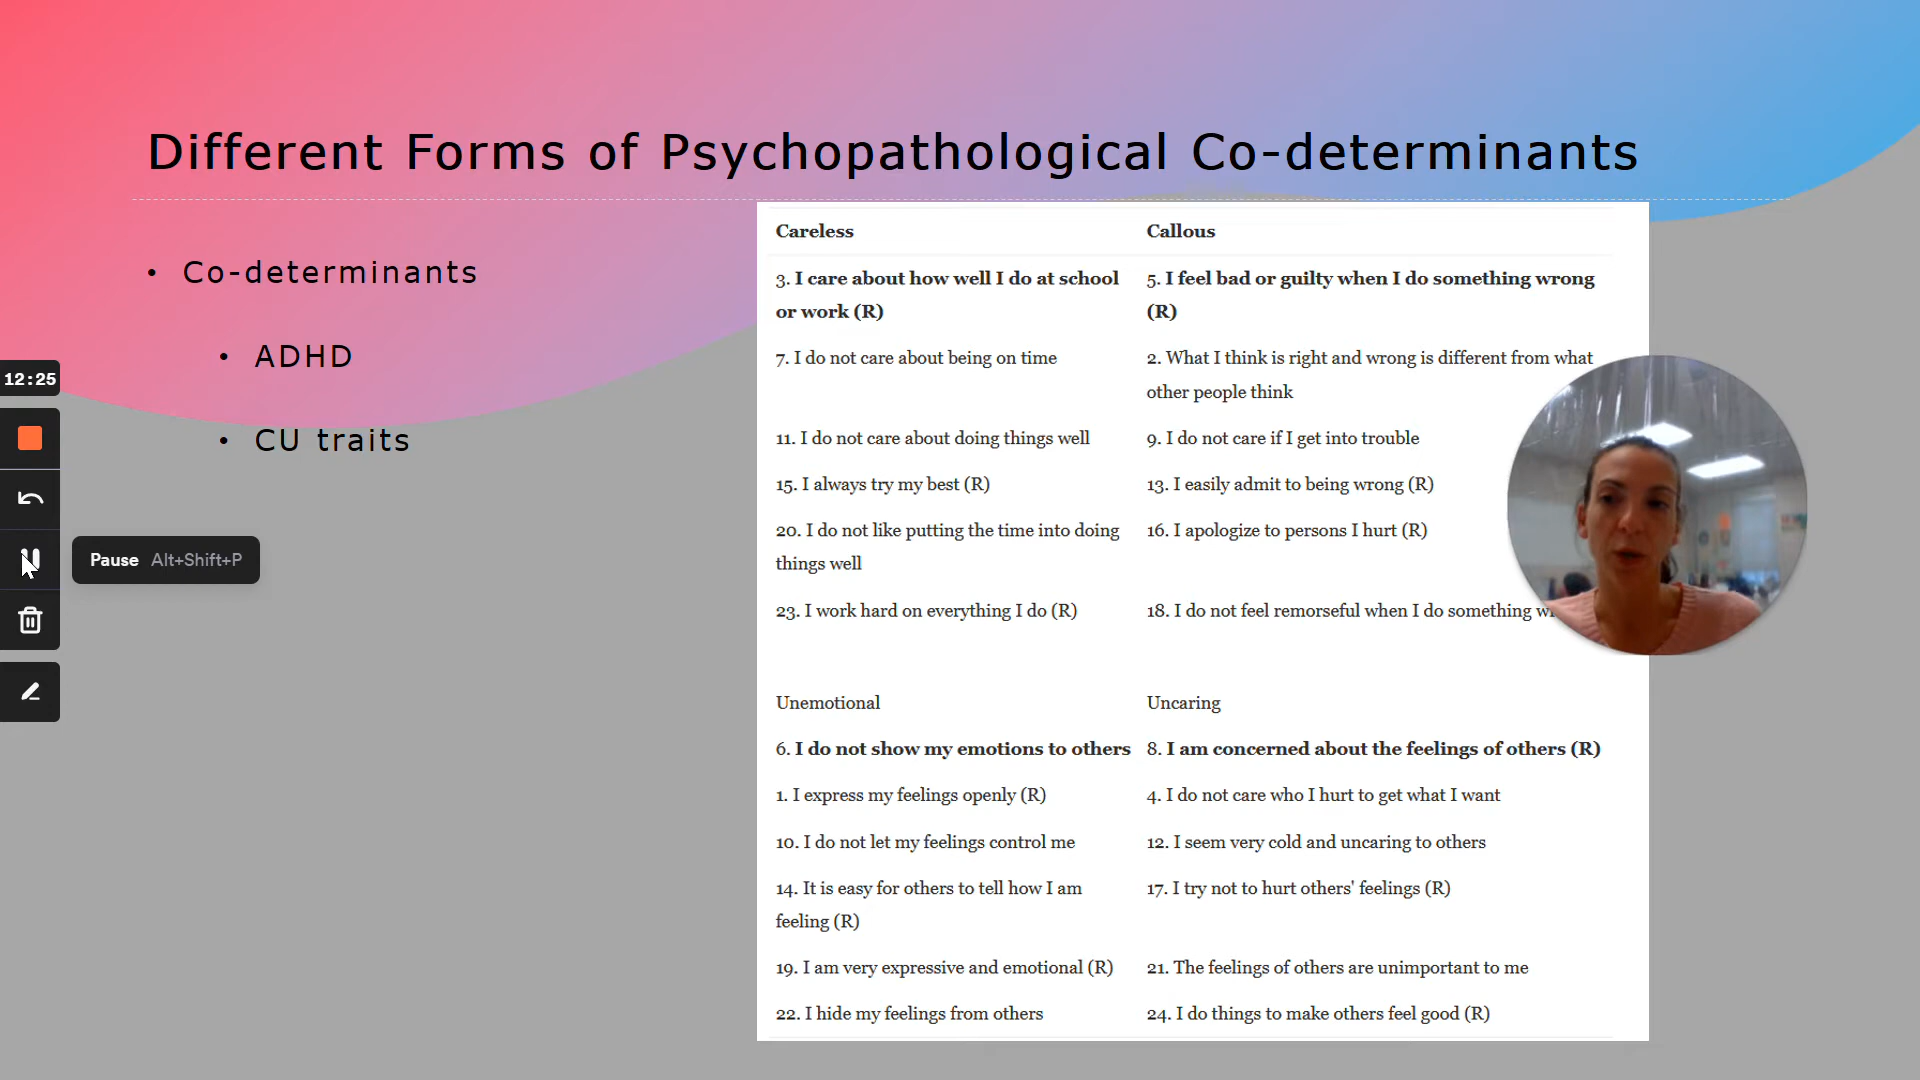 Different Forms of Psychopathological Co-determinants
• Co-determinants
• ADHD
• CU traits
12:25
Pause Alt+Shift+P
Careless
Callous
3. I care about how well I do at school
or work (R)
5. I feel bad or guilty when I do something wrong
(R)
7. I do not care about being on time
2. What I think is right and wrong is different from what
other people think
11. I do not care about doing things well
9. I do not care if I get into trouble
15. I always try my best (R)
13. I easily admit to being wrong (R)
20. I do not like putting the time into doing
things well
16. I apologize to persons I hurt (R)
23. I work hard on everything I do (R)
18. I do not feel remorseful when I do something
Unemotional
Uncaring
6. I do not show my emotions to others
8. I am concerned about the feelings of others (R)
1. I express my feelings openly (R)
4. I do not care who I hurt to get what I want
10. I do not let my feelings control me
12. I seem very cold and uncaring to others
14. It is easy for others to tell how I am
feeling (R)
17. I try not to hurt others' feelings (R)
19. I am very expressive and emotional (R)
21. The feelings of others are unimportant to me
22. I hide my feelings from others
24. I do things to make others feel good (R)